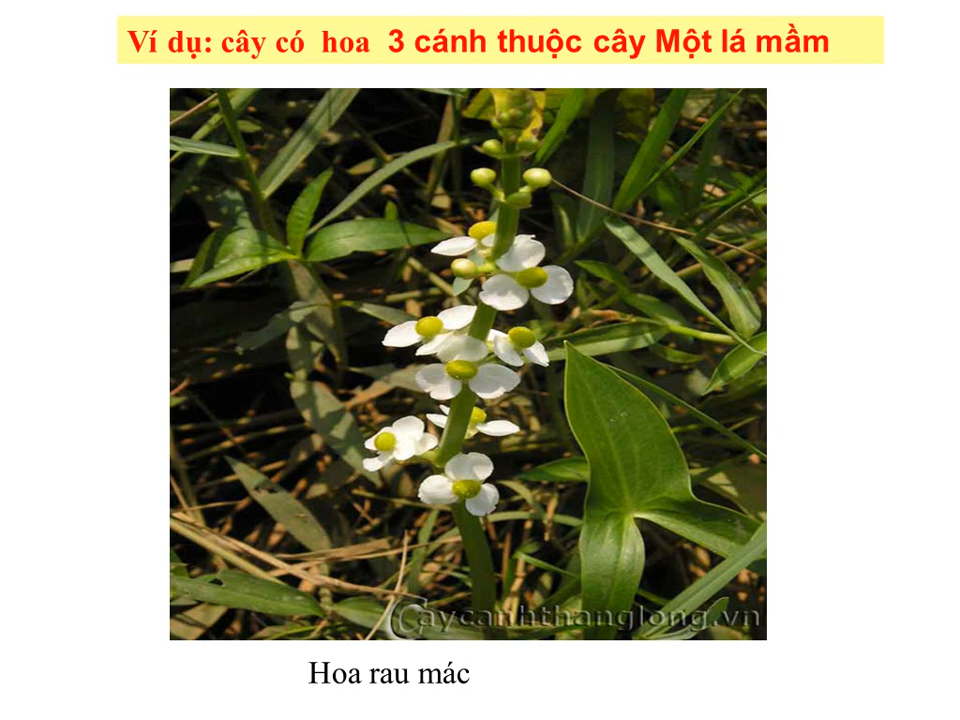 Ví dụ: cây có hoa 3 cánh thuộc cây Một lá mầm
Caycanhthanglong.vn
Hoa rau mác